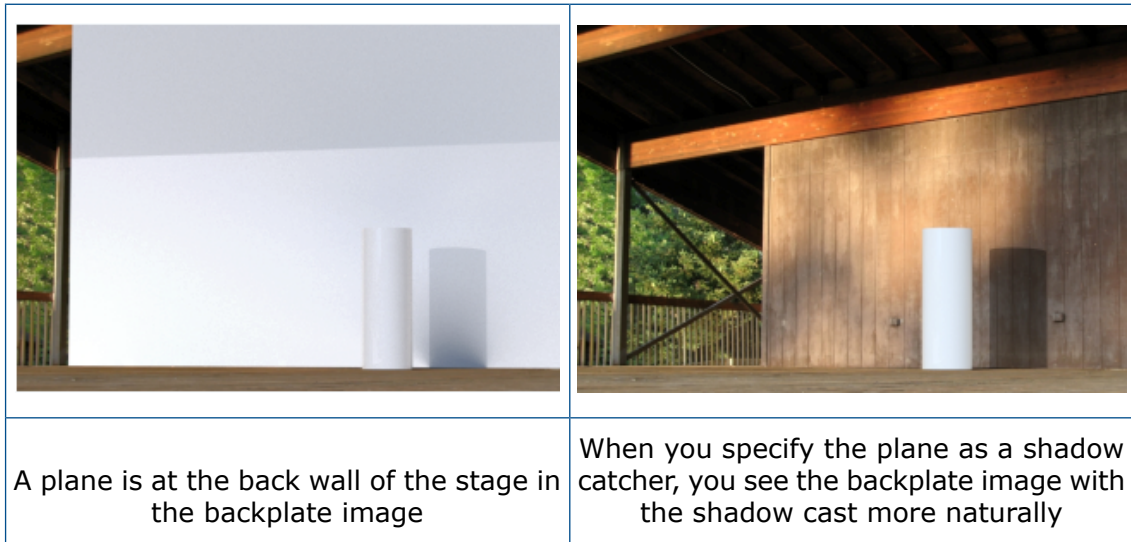 A plane is at the back wall of the stage in
the backplate image
When you specify the plane as a shadow
catcher, you see the backplate image with
the shadow cast more naturally